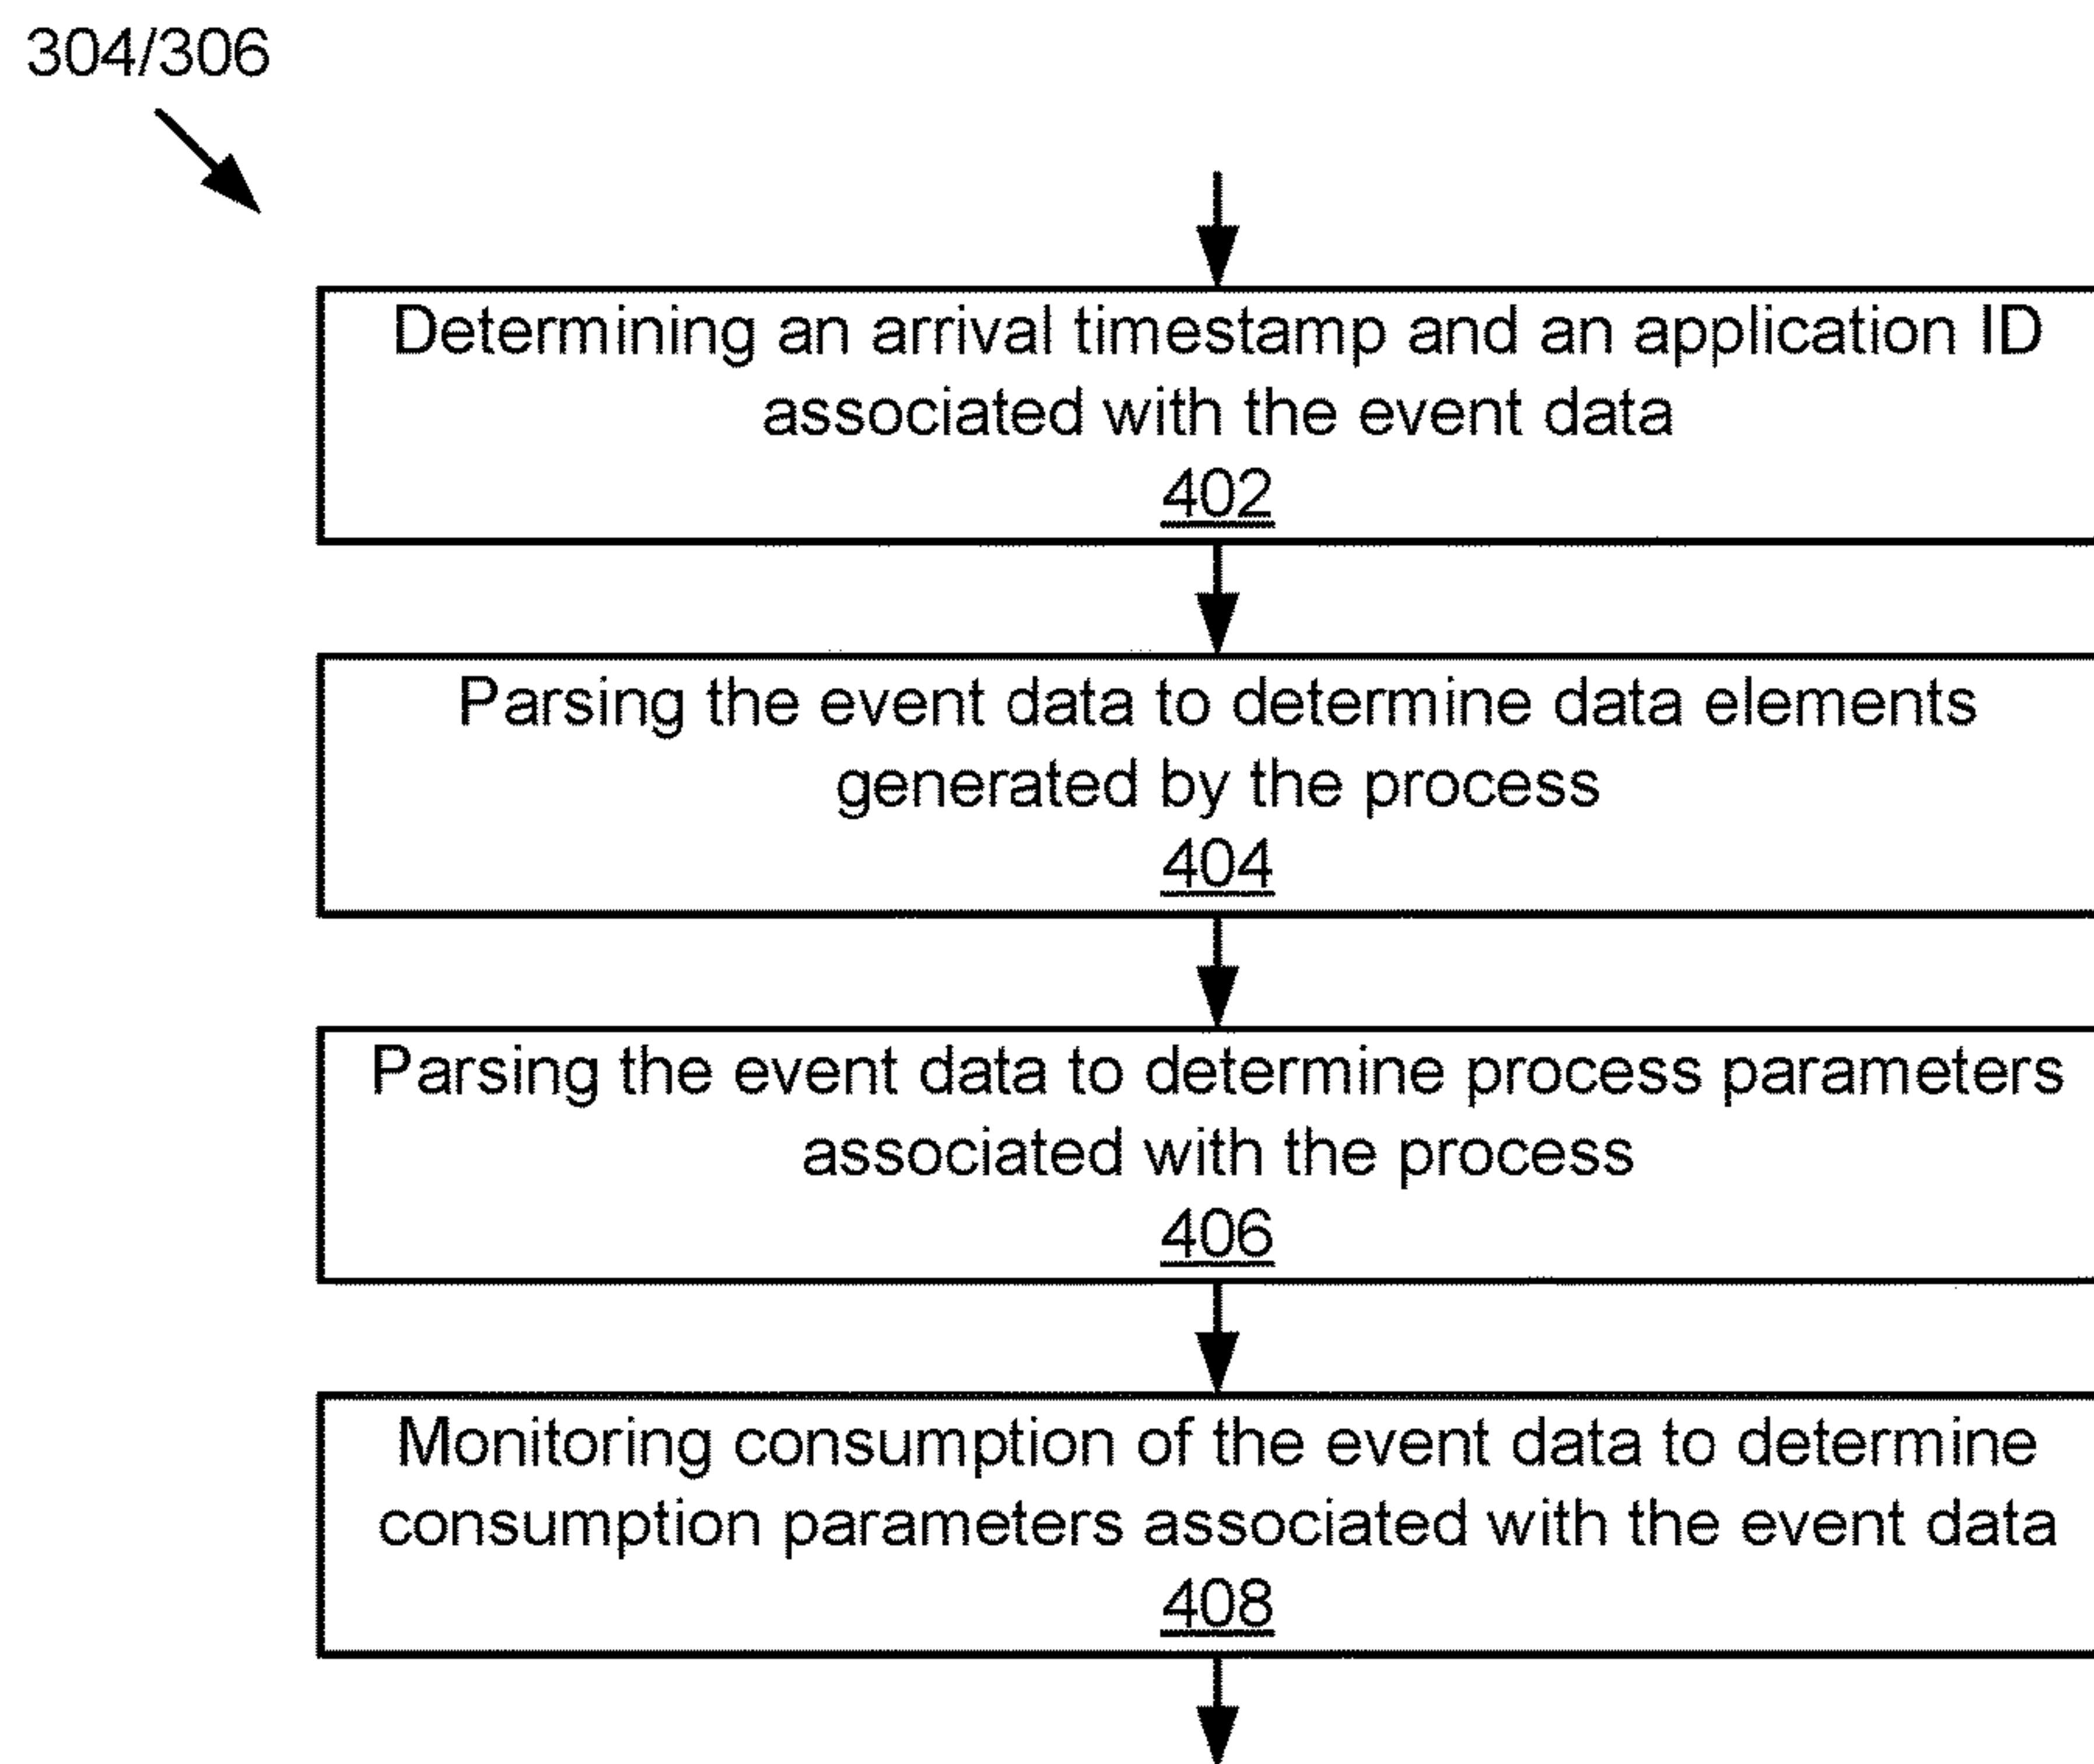 304/306
Determining an arrival timestamp and an application ID
associated with the event data
402
Parsing the event data to determine data elements
generated by the process
404
Parsing the event data to determine process parameters
associated with the process
406
Monitoring consumption of the event data to determine
consumption parameters associated with the event data
408